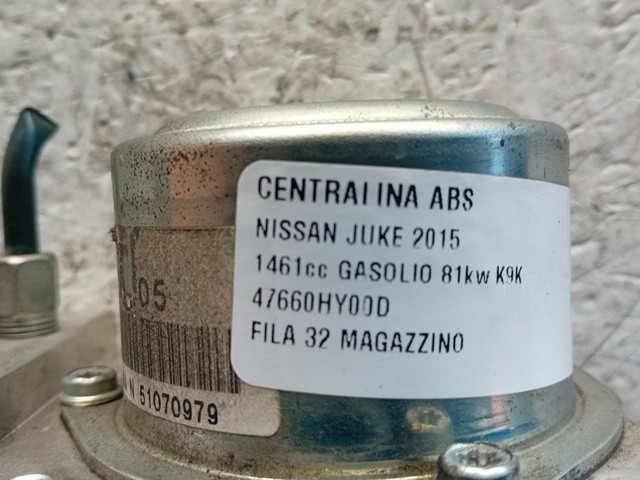 CENTRALINA ABS
NISSAN JUKE 2015
1461cc GASOLIO 81kw K9K
47660HY00D
FILA 32 MAGAZZINO
05
N 51070979